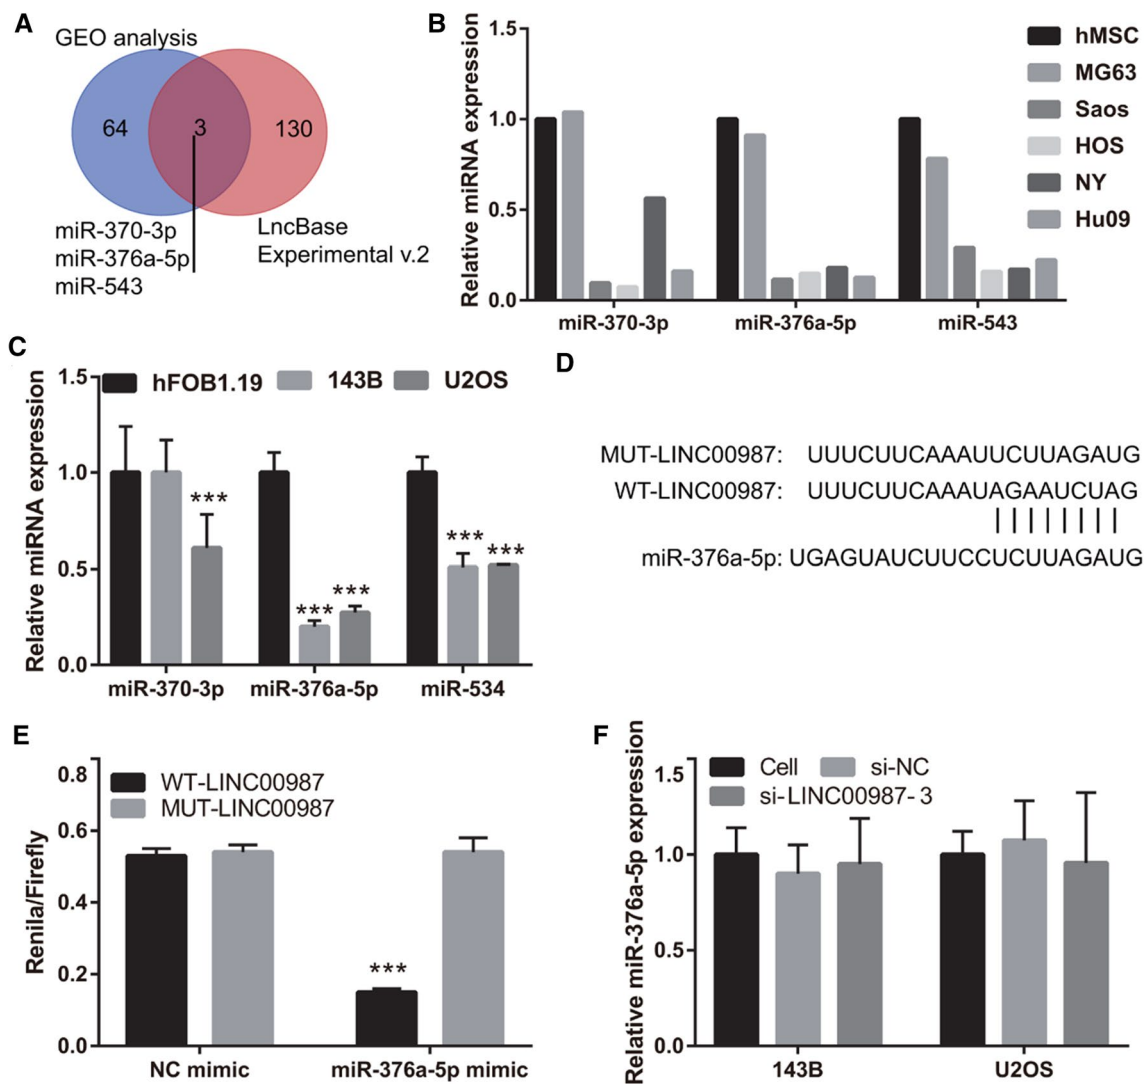 A
GEO analysis
64
3
130
miR-370-3p
miR-376a-5p
miR-543
LncBase
Experimental v.2
B
Relative miRNA expression
1.5
1.0
0.5
0.0
miR-370-3p
miR-376a-5p
miR-543
hMSC
MG63
Saos
HOS
NY
Hu09
C
Relative miRNA expression
1.5
1.0
0.5
0.0
hFOB1.19
143B
U2OS
***
***
***
***
***
miR-370-3p
miR-376a-5p
miR-534
D
MUT-LINC00987: UUUCUUCAAAUUCUUAGAUG
WT-LINC00987: UUUCUUCAAAUAGAAUCUAG
miR-376a-5p: UGAGUAUCUUCCUCUUAGAUG
E
Renila/Firefly
0.8
0.6
0.4
0.2
0.0
WT-LINC00987
MUT-LINC00987
***
NC mimic
miR-376a-5p mimic
F
Relative miR-376a-5p expression
1.5
1.0
0.5
0.0
Cell
si-NC
si-LINC00987-3
143B
U2OS